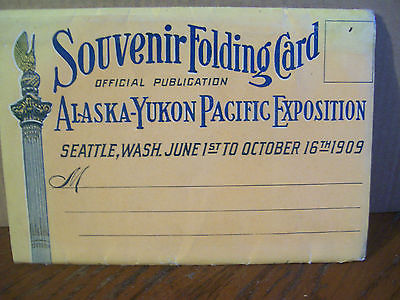 Souvenir Folding Card
OFFICIAL PUBLICATION
ALASKA-YUKON PACIFIC EXPOSITION
SEATTLE, WASH. JUNE 1ST TO OCTOBER 16TH 1909
M